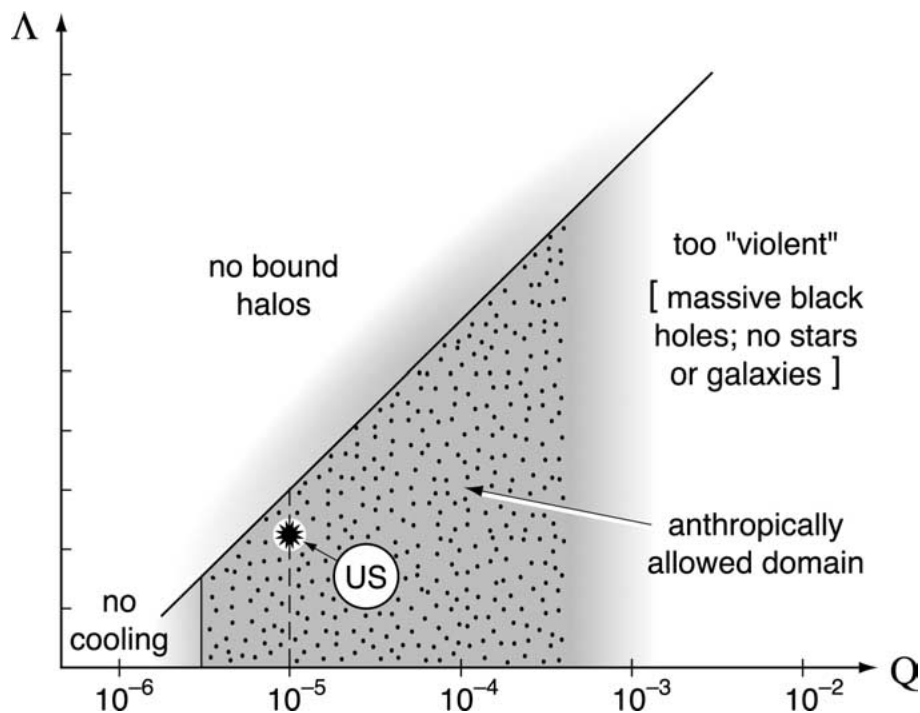 Λ
no bound
halos
too "violent"
[ massive black
holes; no stars
or galaxies ]
anthropically
allowed domain
US
no
cooling
10⁻⁶ 10⁻⁵ 10⁻⁴ 10⁻³ 10⁻² Q